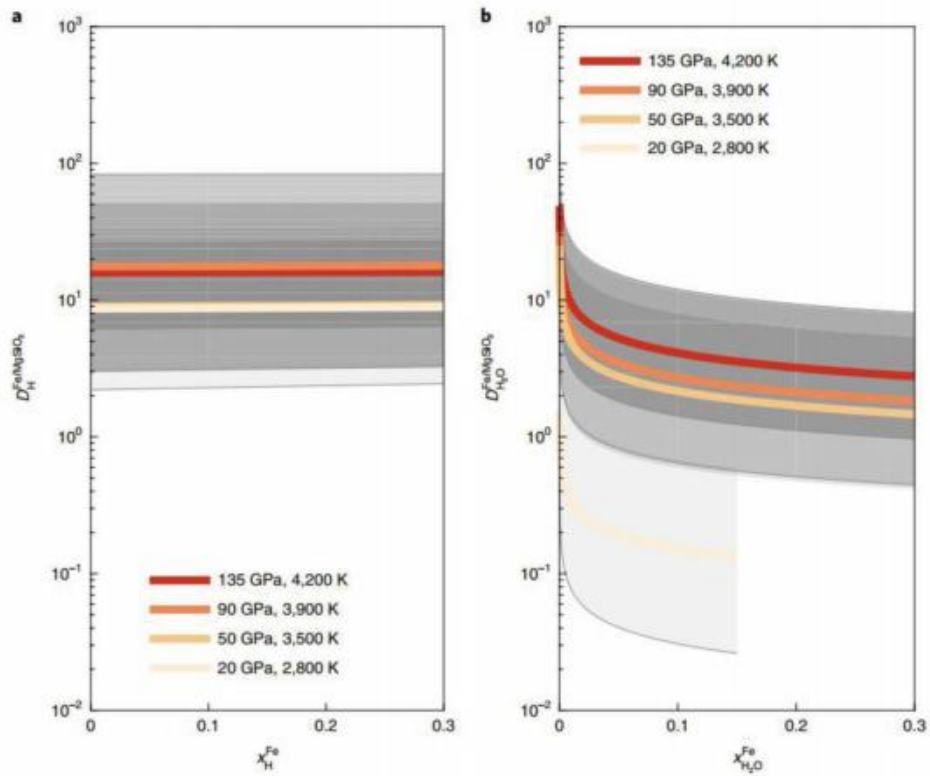 a
10³
10²
10¹
10⁰
10⁻¹
10⁻²
D_H^Fe/MgSiO₃
135 GPa, 4,200 K
90 GPa, 3,900 K
50 GPa, 3,500 K
20 GPa, 2,800 K
0
0.1
0.2
0.3
x_H^Fe
b
10³
10²
10¹
10⁰
10⁻¹
10⁻²
D_H₂O^Fe/MgSiO₃
135 GPa, 4,200 K
90 GPa, 3,900 K
50 GPa, 3,500 K
20 GPa, 2,800 K
0
0.1
0.2
0.3
x_H₂O^Fe